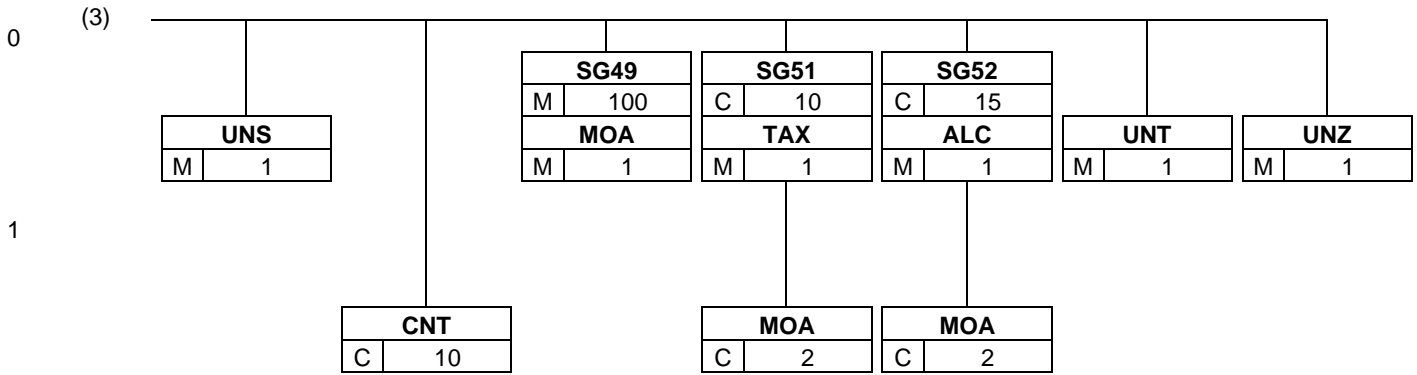 (3)
0
SG49 SG51 SG52
M 100 C 10 C 15
UNS MOA TAX ALC UNT UNZ
M 1 M 1 M 1 M 1 M 1 M 1
1
CNT MOA MOA
C 10 C 2 C 2